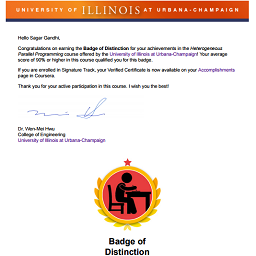 UNIVERSITY OF ILLINOIS AT URBANA-CHAMPAIGN
Hello Sagar Gandhi,
Congratulations on earning the Badge of Distinction for your achievements in the Heterogeneous
Parallel Programming course offered by the University of Illinois at Urbana-Champaign! Your average
score of 90% or higher in this course qualified you for this badge.
If you are enrolled in Signature Track, your Verified Certificate is now available on your Accomplishments
page in Coursera.
Thank you for your active participation in this course. I wish you the best!
Dr. Wen-Mei Hwu
College of Engineering
University of Illinois at Urbana-Champaign
Badge of
Distinction